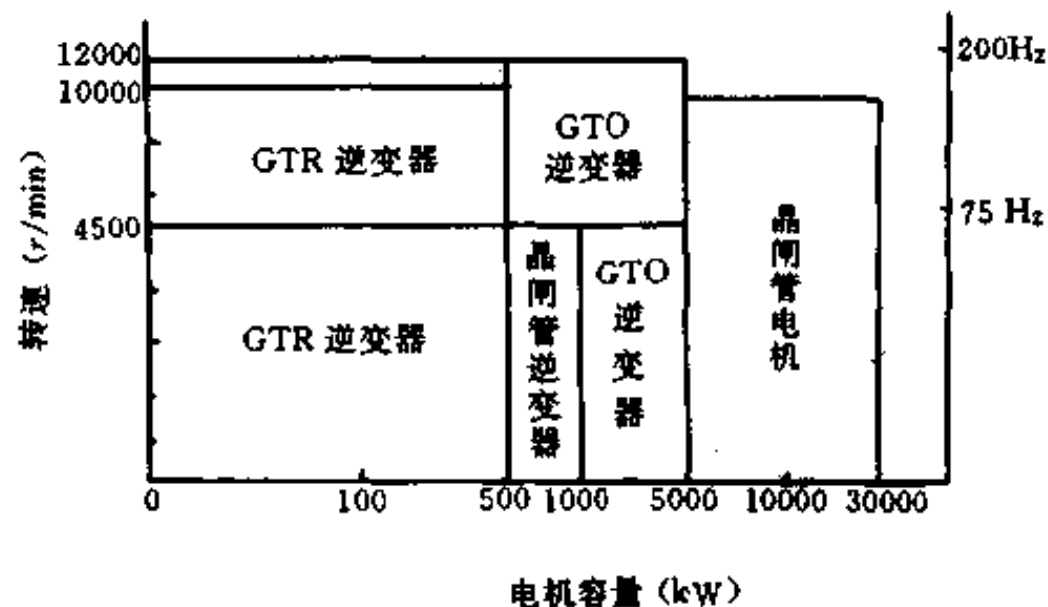 12000
10000
4500
转速（r/min）
200Hz
75 Hz
GTR 逆变器
GTO
逆变器
GTR 逆变器
晶闸管逆变器
GTO
逆变器
晶闸管电机
0
100
500
1000
5000
10000
30000
电机容量（kW）